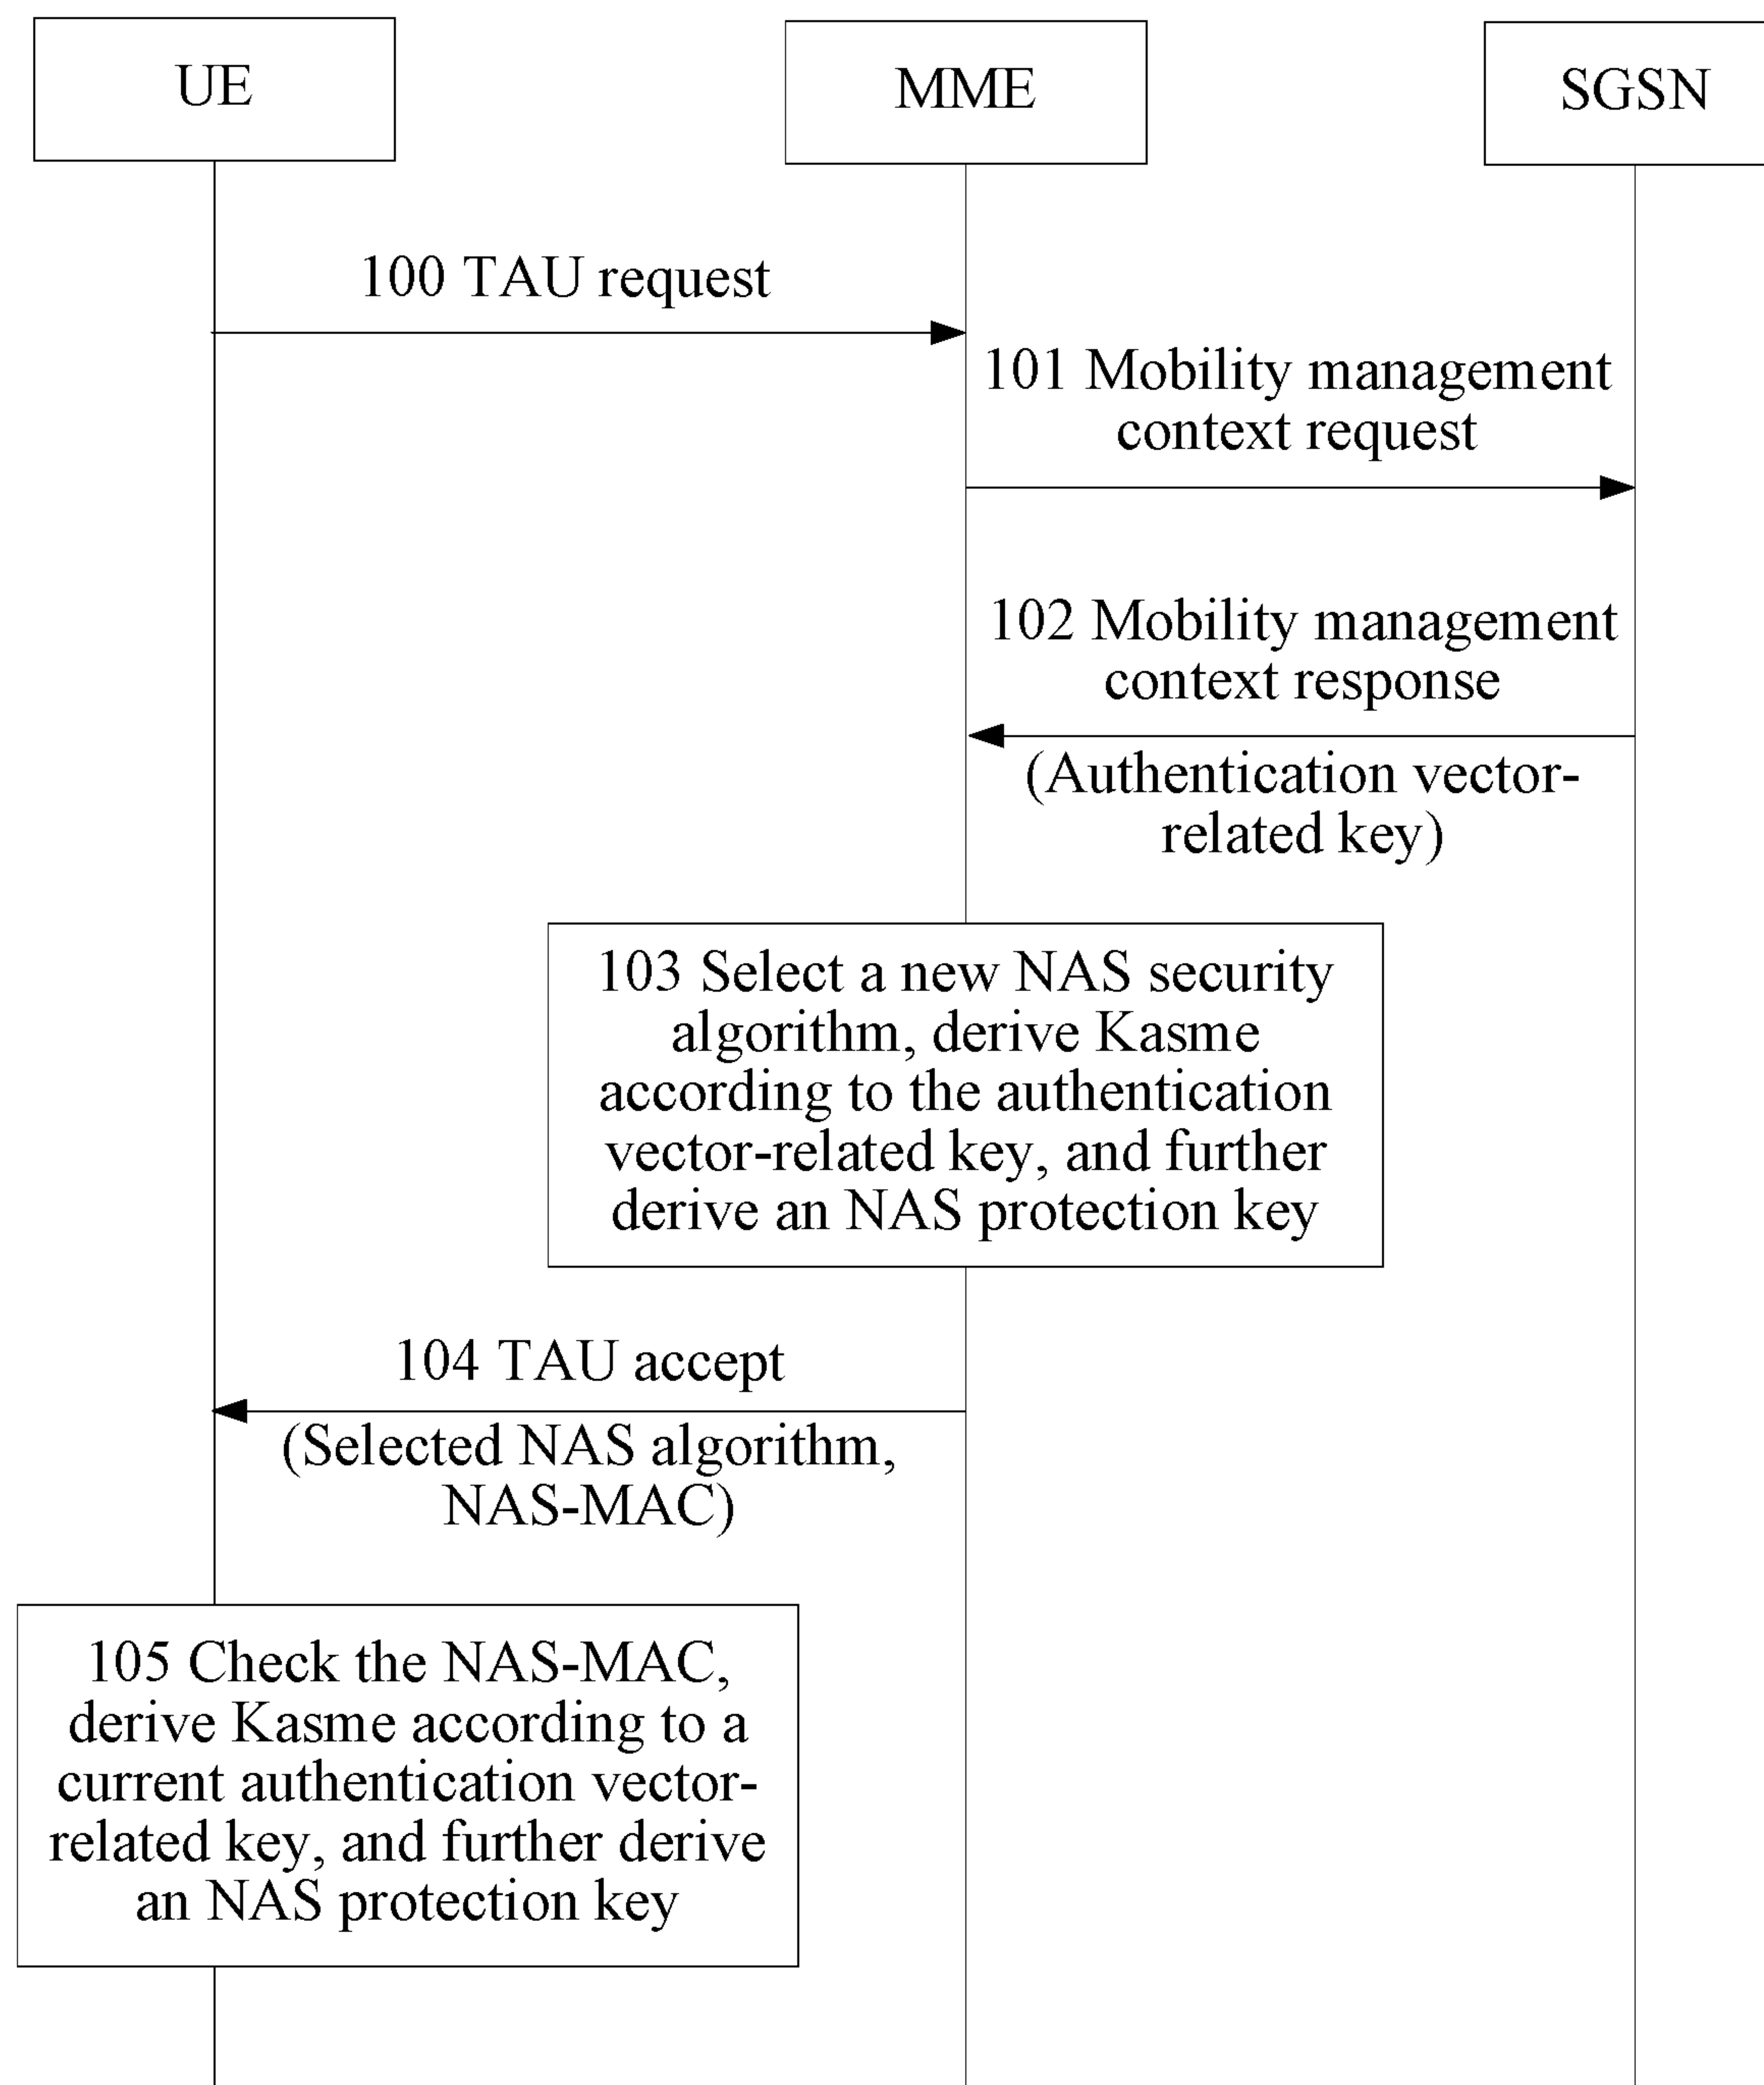 UE
MME
SGSN
100 TAU request
101 Mobility management
context request
102 Mobility management
context response
(Authentication vector-
related key)
103 Select a new NAS security
algorithm, derive Kasme
according to the authentication
vector-related key, and further
derive an NAS protection key
104 TAU accept
(Selected NAS algorithm,
NAS-MAC)
105 Check the NAS-MAC,
derive Kasme according to a
current authentication vector-
related key, and further derive
an NAS protection key